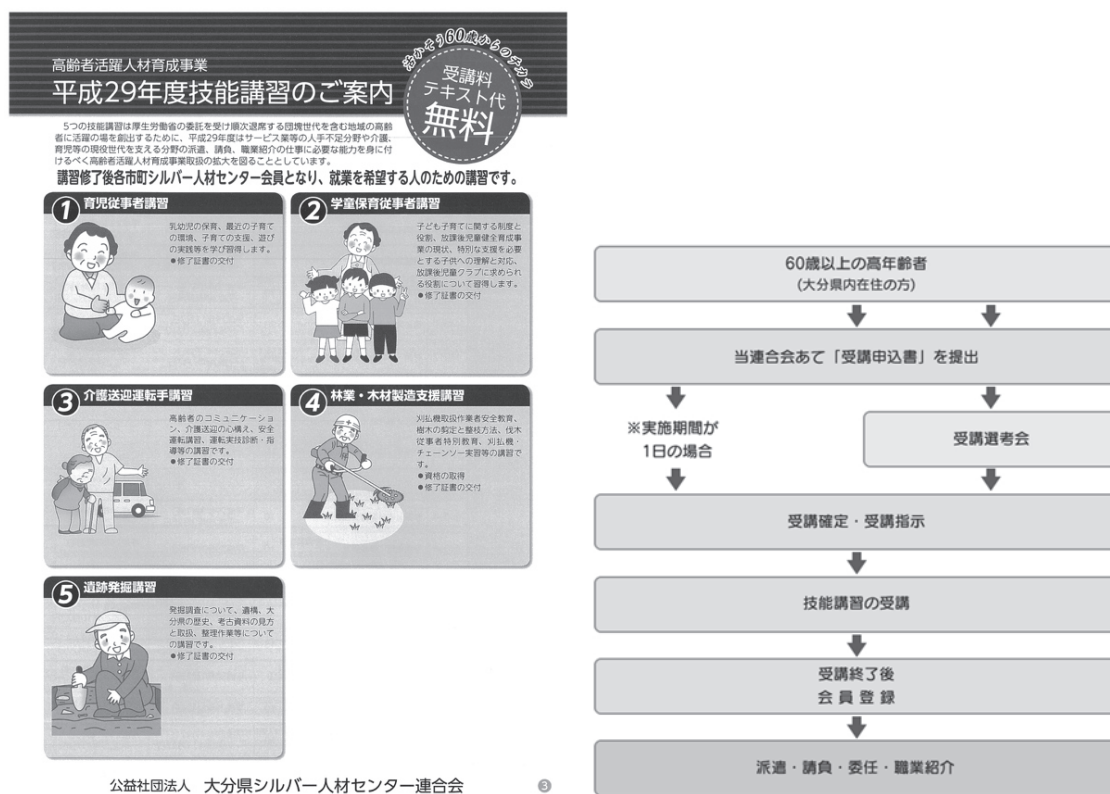 高齢者活躍人材育成事業
平成29年度技能講習のご案内
活かそう60歳からのチカラ
受講料
テキスト代
無料
5つの技能講習は厚生労働省の委託を受け順次退席する団塊世代を含む地域の高齢
者に活躍の場を創出するために、平成29年度はサービス業等の人手不足分野や介護、
育児等の現役世代を支える分野の派遣、請負、職業紹介の仕事に必要な能力を身に付
けるべく高齢者活躍人材育成事業取扱の拡大を図ることとしています。
講習修了後各市町シルバー人材センター会員となり、就業を希望する人のための講習です。
1 育児従事者講習
乳幼児の保育、最近の子育て
の環境、子育ての支援、遊び
の実践等を学び習得します。
●修了証書の交付
2 学童保育従事者講習
子ども子育てに関する制度と
役割、放課後児童健全育成事
業の現状、特別な支援を必要
とする子供への理解と対応、
放課後児童クラブに求められ
る役割について習得します。
●修了証書の交付
3 介護送迎運転手講習
高齢者のコミュニケーショ
ン、介護送迎の心構え、安全
運転講習、運転実技診断・指
導等の講習です。
●修了証書の交付
4 林業・木材製造支援講習
刈払機取扱作業者安全教育、
樹木の剪定と整枝方法、伐木
従事者特別教育、刈払機・
チェーンソー実習等の講習で
す。
●資格の取得
●修了証書の交付
5 遺跡発掘講習
発掘調査について、遺構、大
分県の歴史、考古資料の見方
と取扱、整理作業等について
の講習です。
●修了証書の交付
公益社団法人 大分県シルバー人材センター連合会
3
60歳以上の高年齢者
(大分県内在住の方)
当連合会あて「受講申込書」を提出
※実施期間が
1日の場合
受講選考会
受講確定・受講指示
技能講習の受講
受講終了後
会員登録
派遣・請負・委任・職業紹介